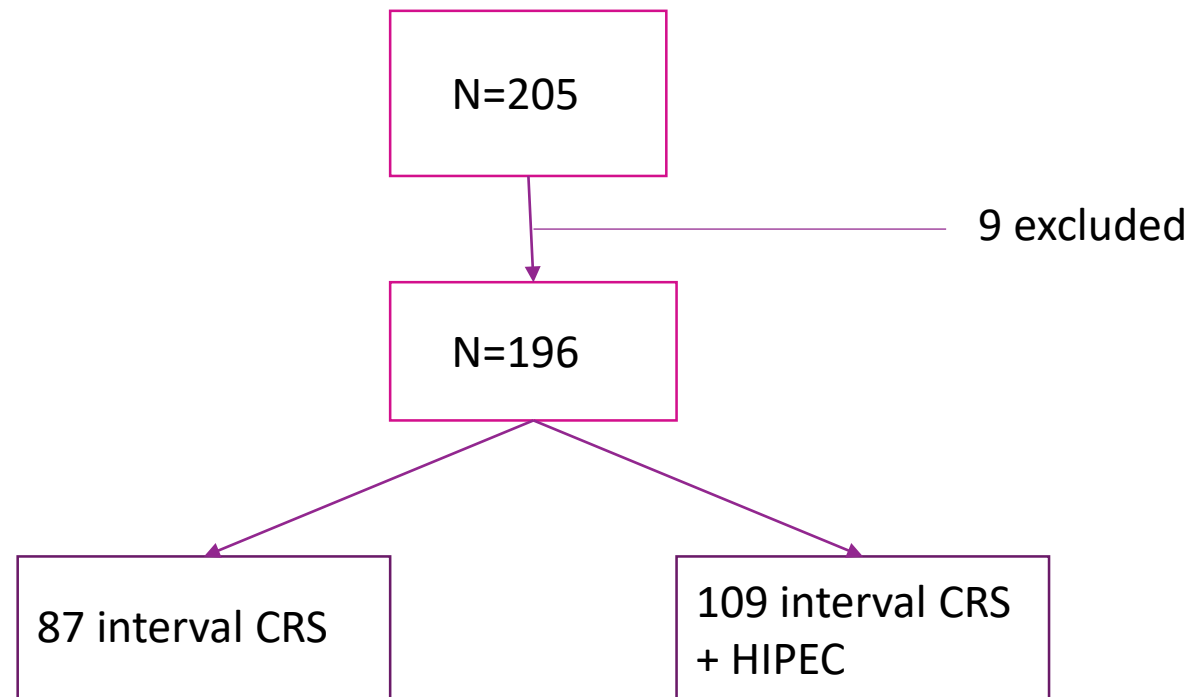 N=205
9 excluded
N=196
87 interval CRS
109 interval CRS
+ HIPEC